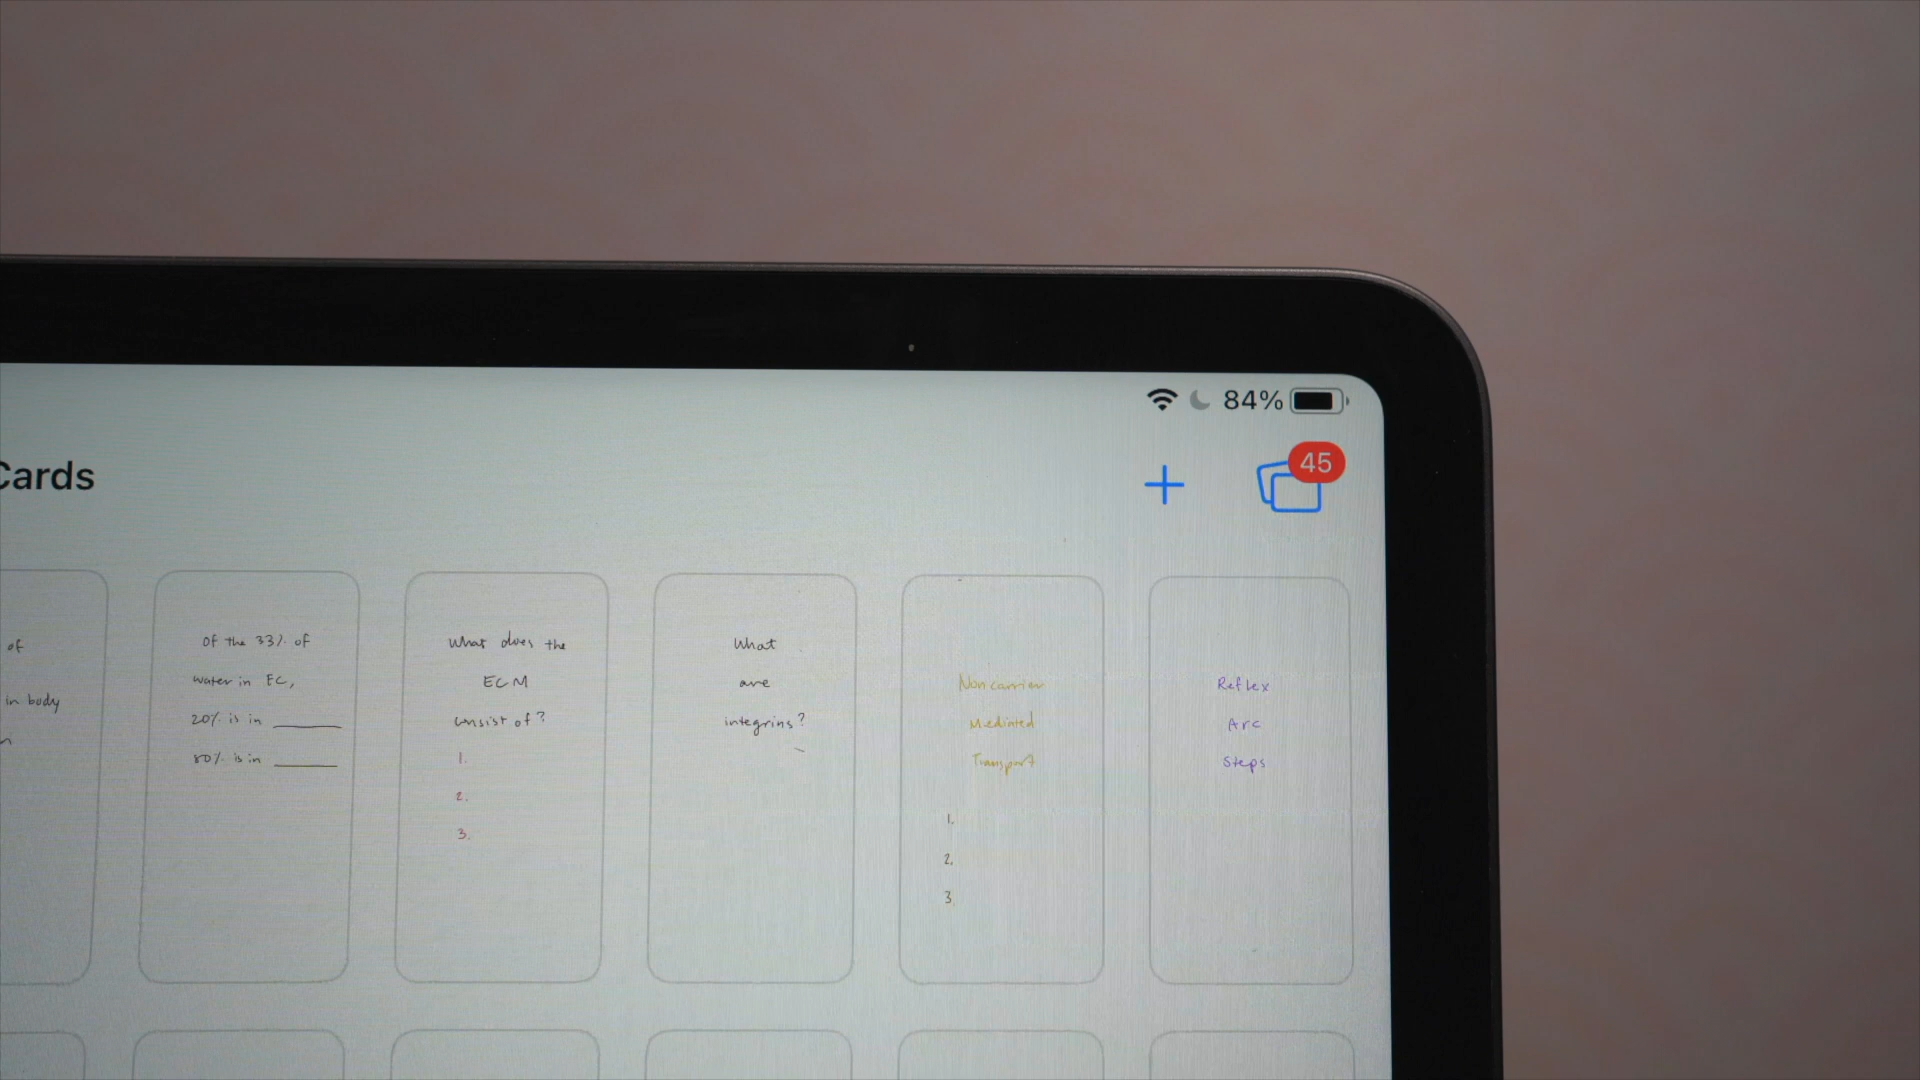 84%
Cards
45
of
in body
Of the 33% of
water in EC,
20% is in
80% is in
What does the
ECM
consist of?
1.
2.
3.
What
are
integrins?
Non carrier
Mediated
Transport
1.
2.
3.
Reflex
Arc
Steps